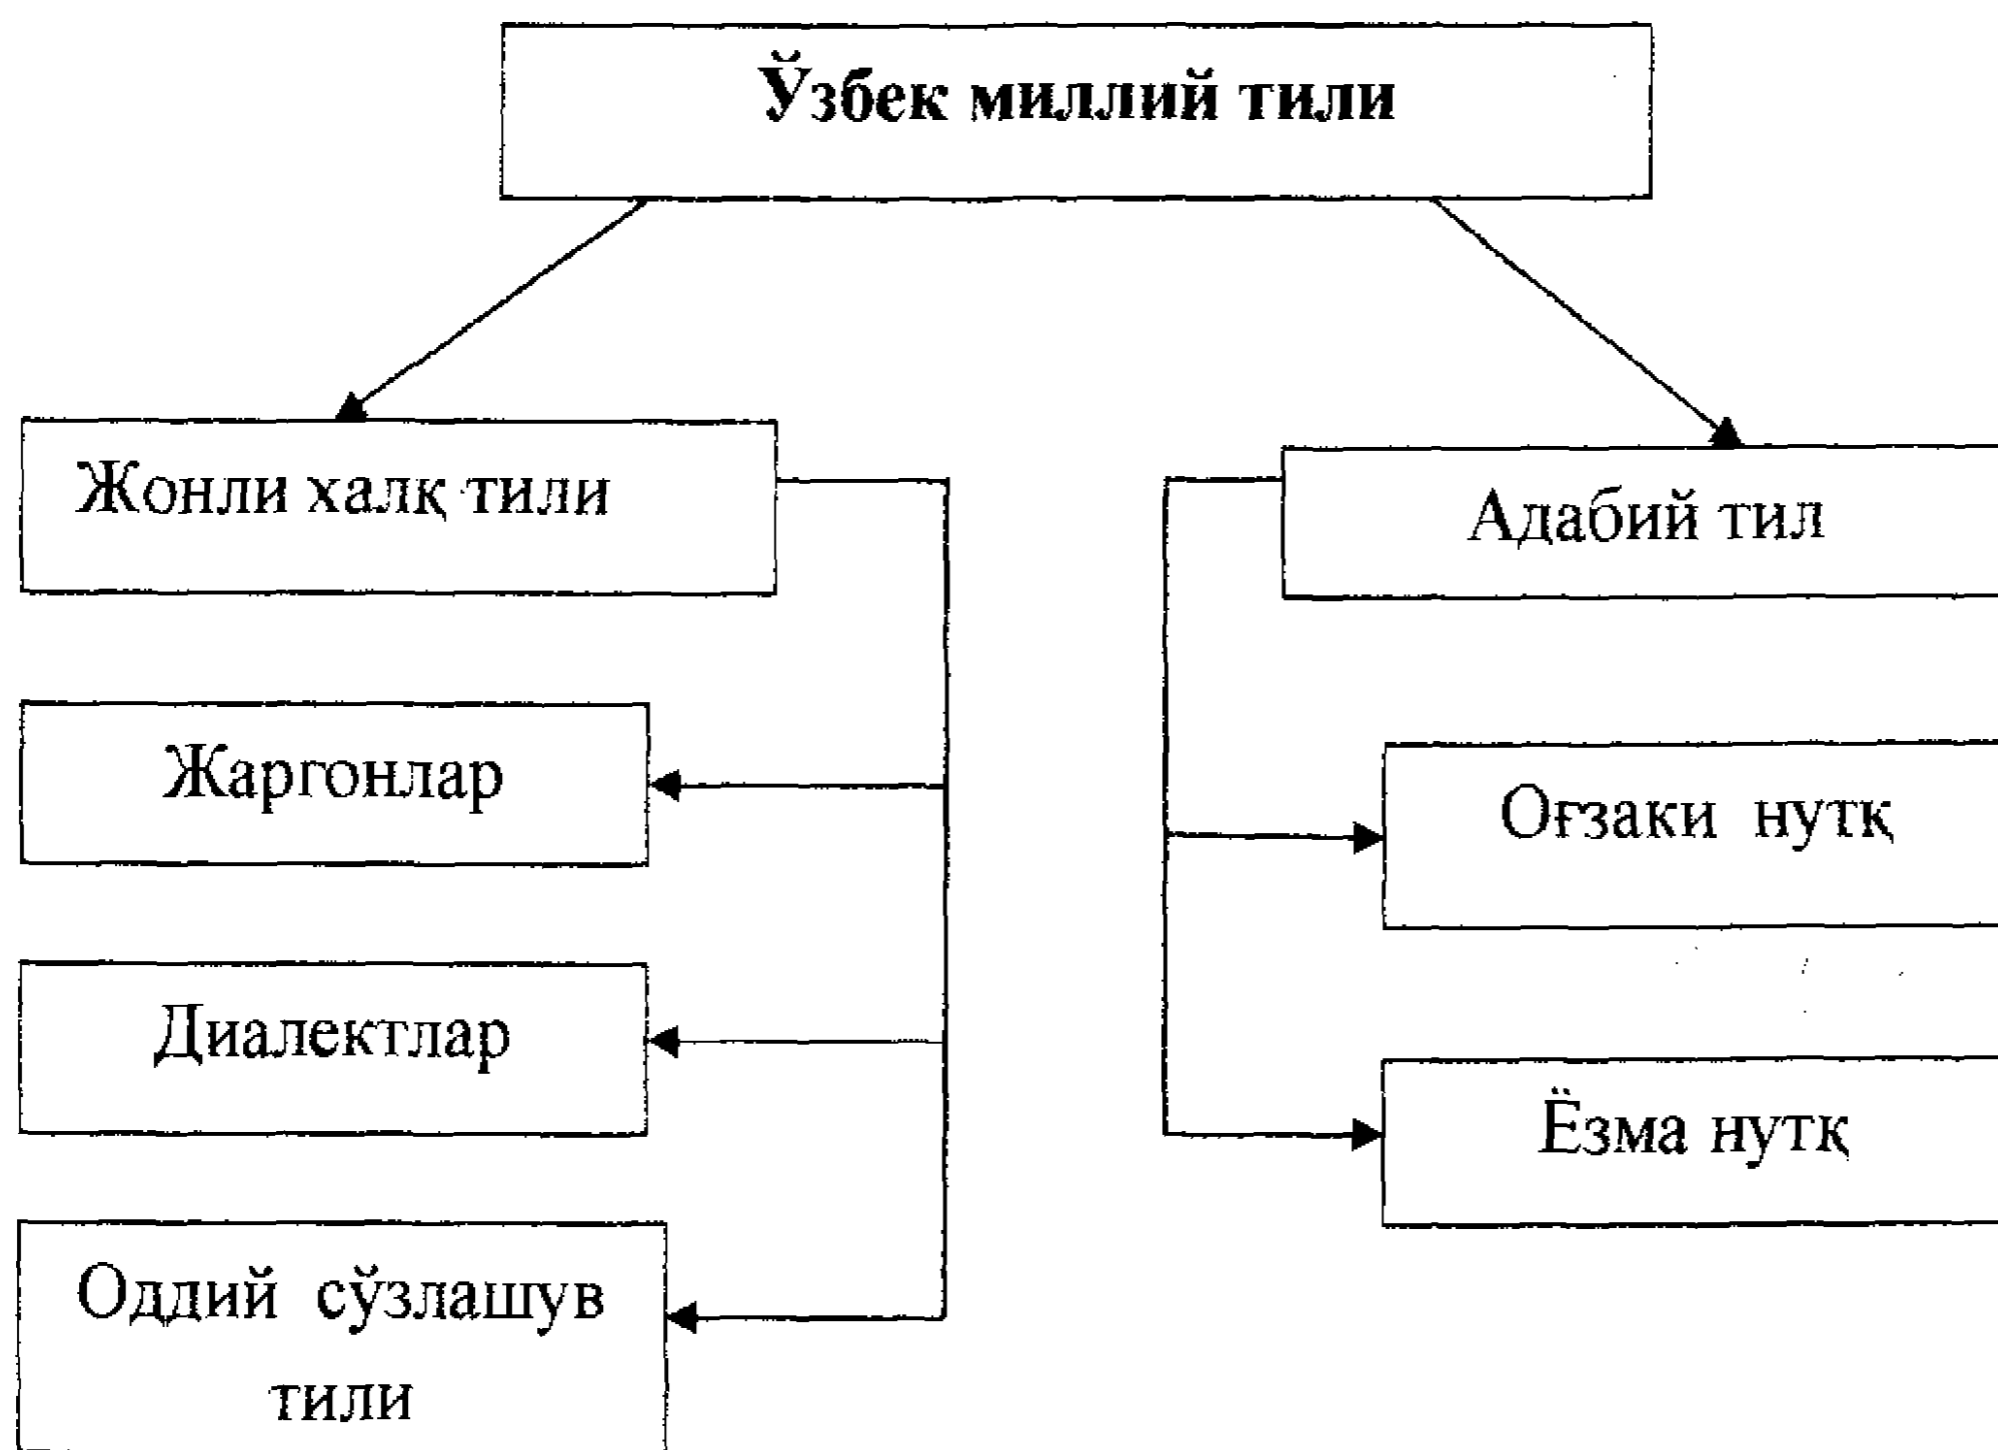 Ўзбек миллий тили
Жонли халқ тили
Адабий тил
Жаргонлар
Оғзаки нутқ
Диалектлар
Ёзма нутқ
Оддий сўзлашув
тили